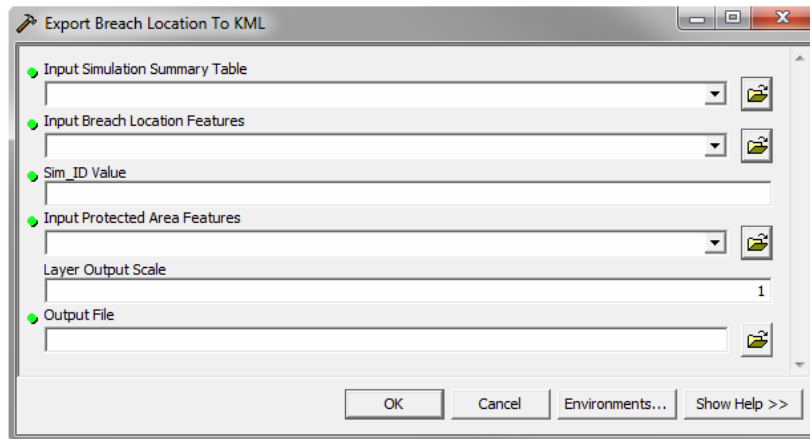 Export Breach Location To KML
Input Simulation Summary Table
Input Breach Location Features
Sim_ID Value
Input Protected Area Features
Layer Output Scale
1
Output File
OK Cancel Environments... Show Help >>